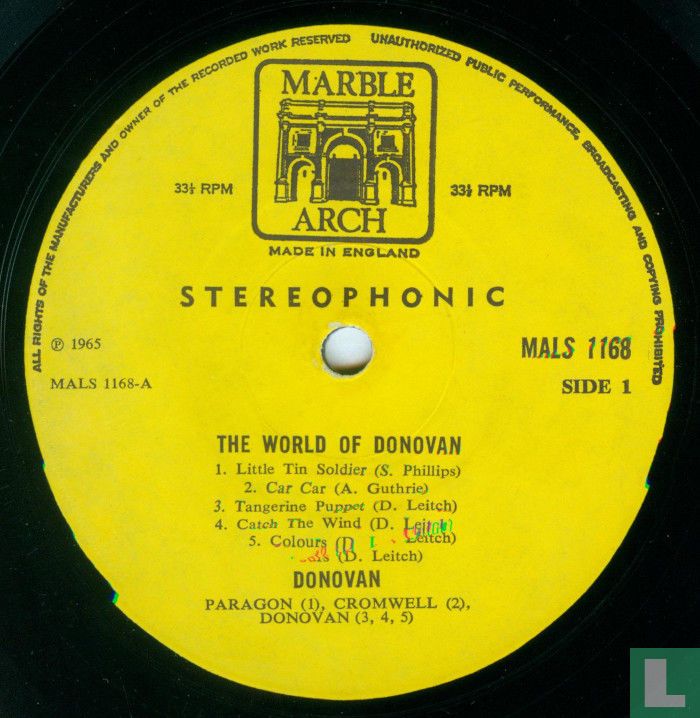 ALL RIGHTS OF THE MANUFACTURERS AND OWNER OF THE RECORDED WORK RESERVED UNAUTHORIZED PUBLIC PERFORMANCE, BROADCASTING AND COPYING PROHIBITED
MARBLE
ARCH
33⅓ RPM 33⅓ RPM
MADE IN ENGLAND
STEREOPHONIC
℗ 1965 MALS 1168
MALS 1168-A SIDE 1
THE WORLD OF DONOVAN
1. Little Tin Soldier (S. Phillips)
2. Car Car (A. Guthrie)
3. Tangerine Puppet (D. Leitch)
4. Catch The Wind (D. Leitch)
5. Colours (D. Leitch)
(D. Leitch)
DONOVAN
PARAGON (1), CROMWELL (2),
DONOVAN (3, 4, 5)
L